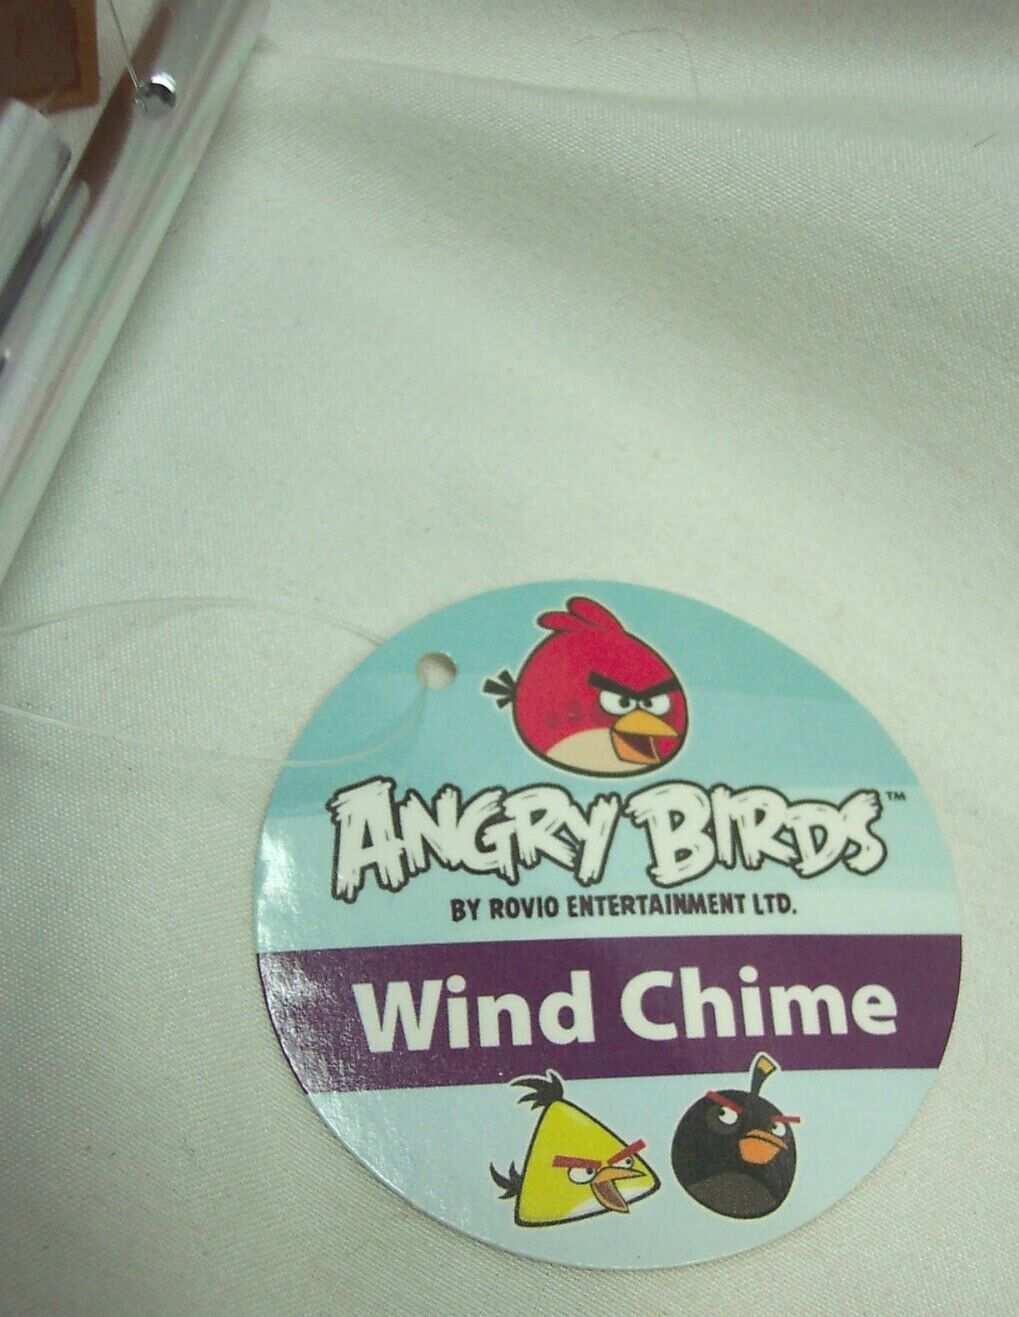 ANGRY BIRDS™
BY ROVIO ENTERTAINMENT LTD.
Wind Chime